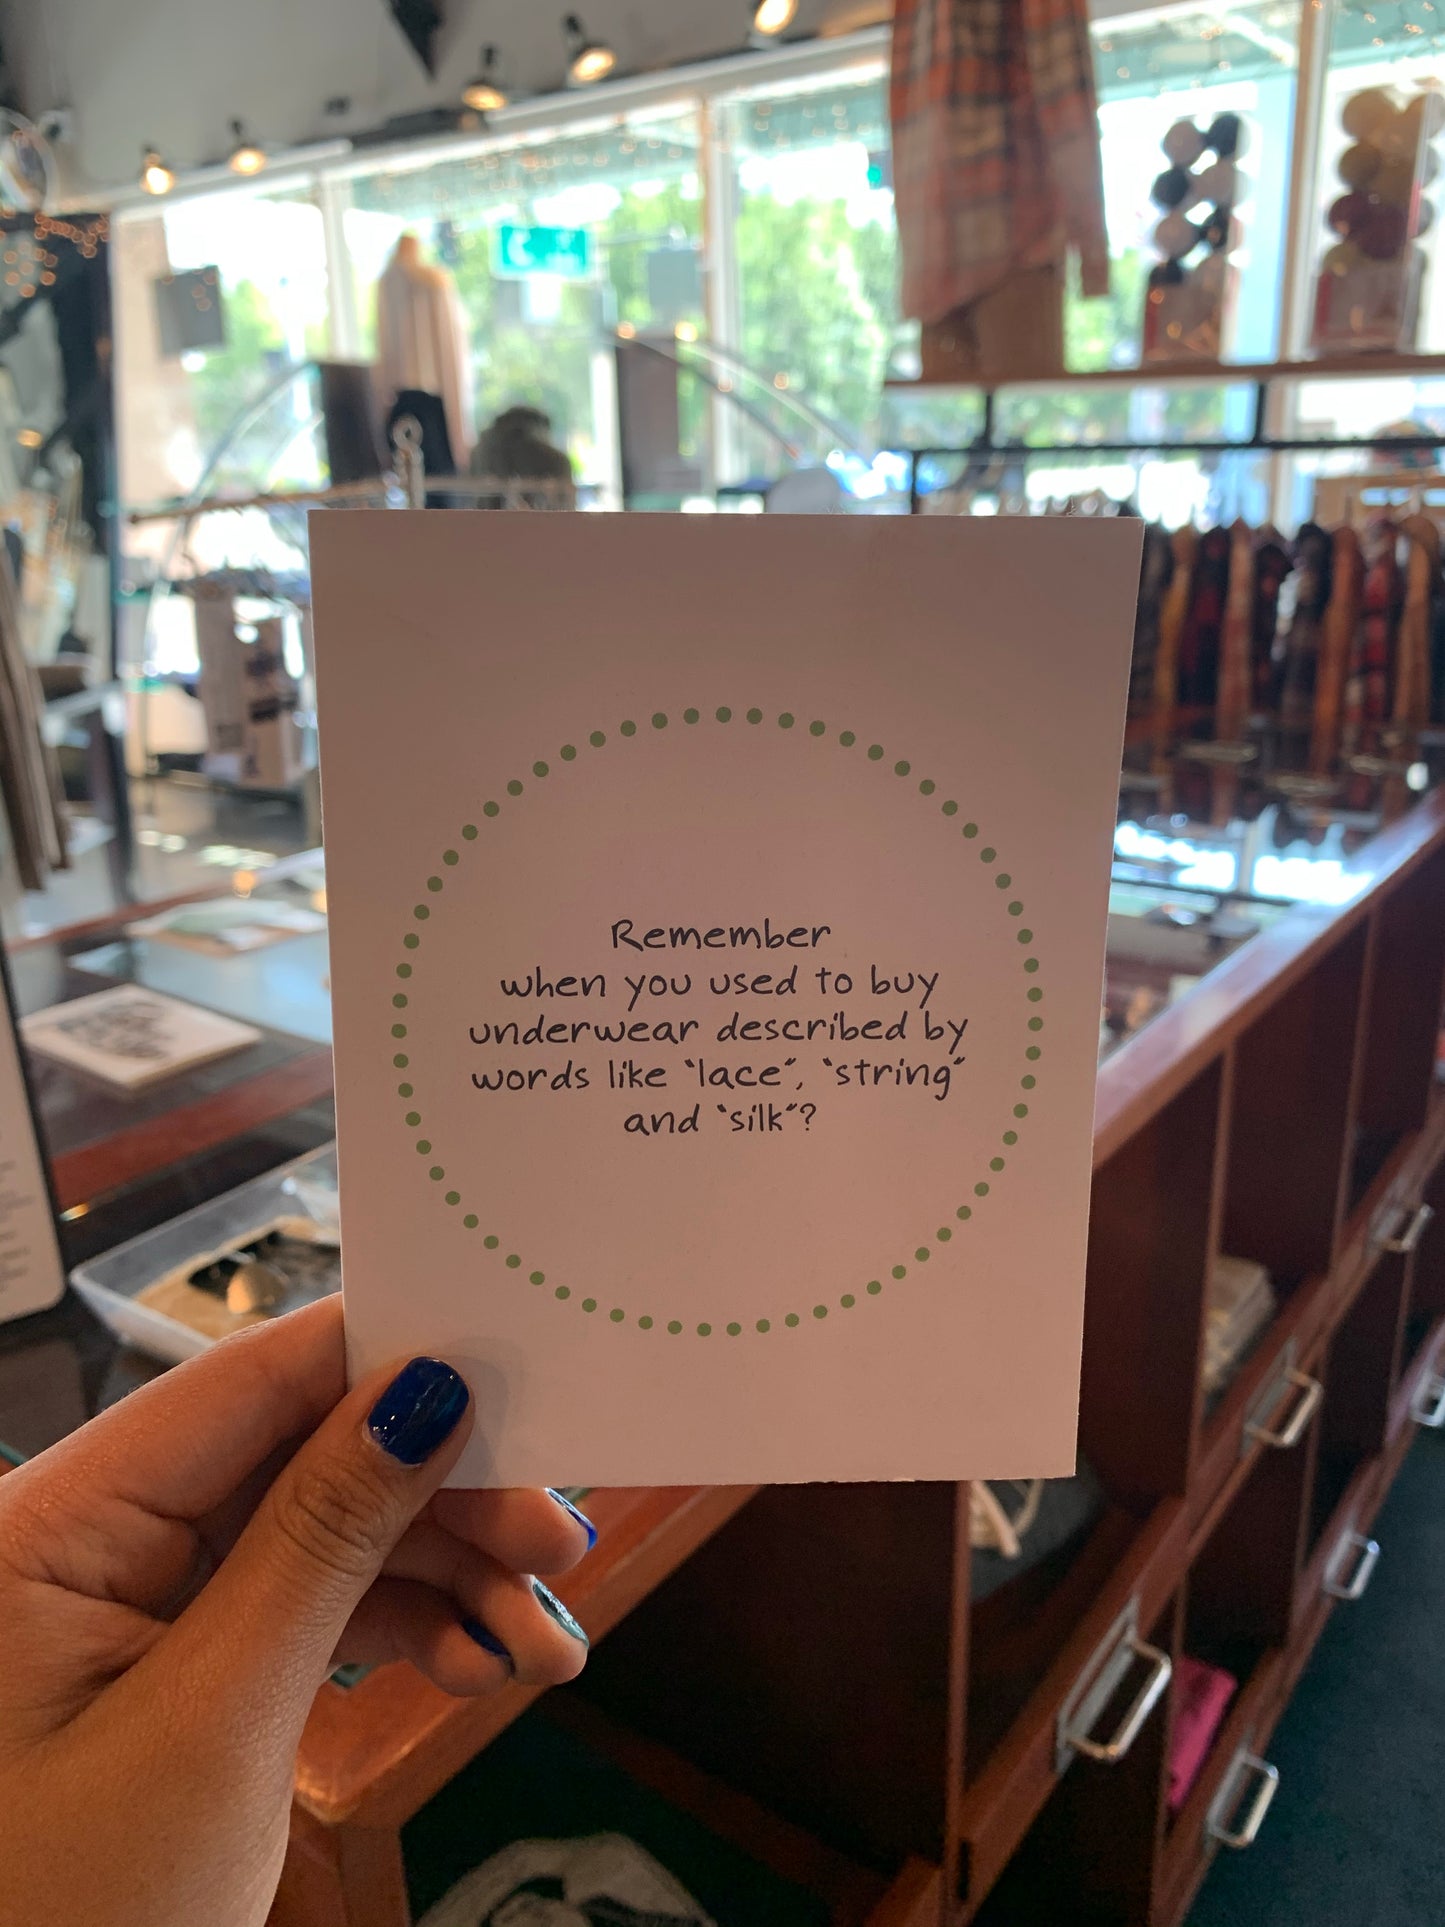 Remember
when you used to buy
underwear described by
words like "lace", "string"
and "silk"?